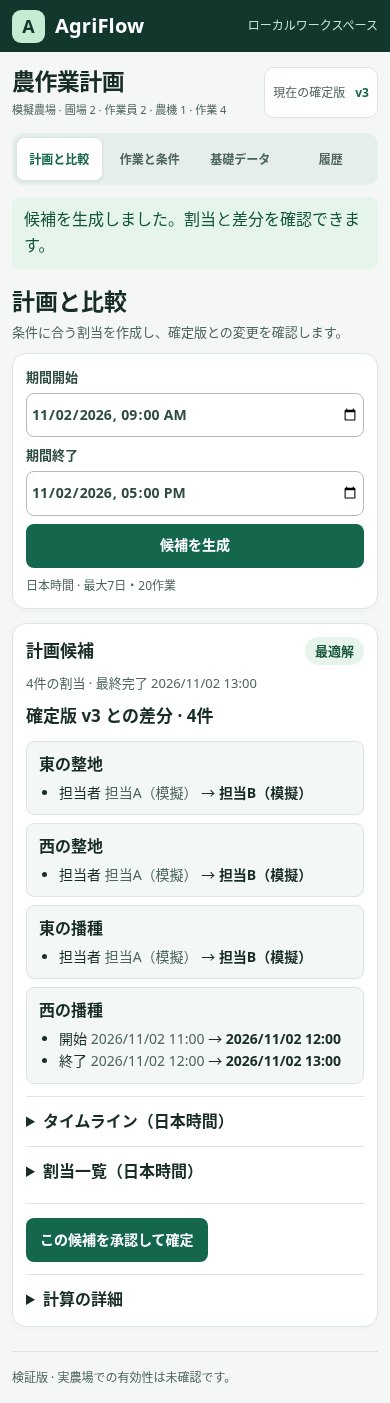 A AgriFlow ローカルワークスペース
農作業計画
模擬農場 · 圃場 2 · 作業員 2 · 農機 1 · 作業 4
現在の確定版 v3
計画と比較 作業と条件 基礎データ 履歴
候補を生成しました。割当と差分を確認できま
す。
計画と比較
条件に合う割当を作成し、確定版との変更を確認します。
期間開始
11/02/2026, 09:00 AM
期間終了
11/02/2026, 05:00 PM
候補を生成
日本時間 · 最大7日・20作業
計画候補 最適解
4件の割当 · 最終完了 2026/11/02 13:00
確定版 v3 との差分 · 4件
東の整地
• 担当者 担当A（模擬） → 担当B（模擬）
西の整地
• 担当者 担当A（模擬） → 担当B（模擬）
東の播種
• 担当者 担当A（模擬） → 担当B（模擬）
西の播種
• 開始 2026/11/02 11:00 → 2026/11/02 12:00
• 終了 2026/11/02 12:00 → 2026/11/02 13:00
▶ タイムライン（日本時間）
▶ 割当一覧（日本時間）
この候補を承認して確定
▶ 計算の詳細
検証版 · 実農場での有効性は未確認です。